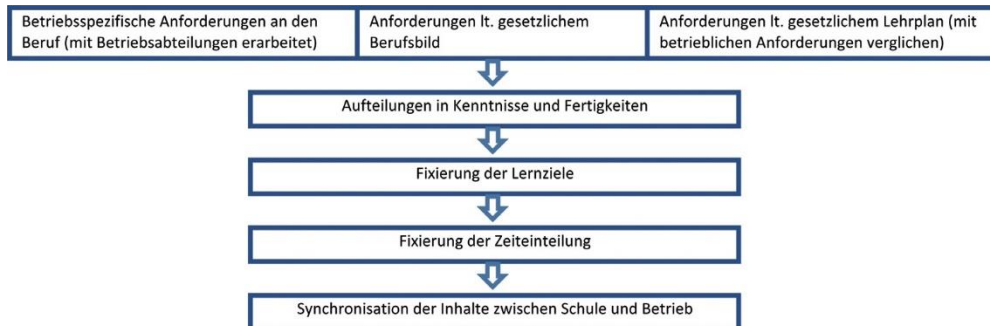 Betriebsspezifische Anforderungen an den
Beruf (mit Betriebsabteilungen erarbeitet)
Anforderungen lt. gesetzlichem
Berufsbild
Anforderungen lt. gesetzlichem Lehrplan (mit
betrieblichen Anforderungen verglichen)
Aufteilungen in Kenntnisse und Fertigkeiten
Fixierung der Lernziele
Fixierung der Zeiteinteilung
Synchronisation der Inhalte zwischen Schule und Betrieb